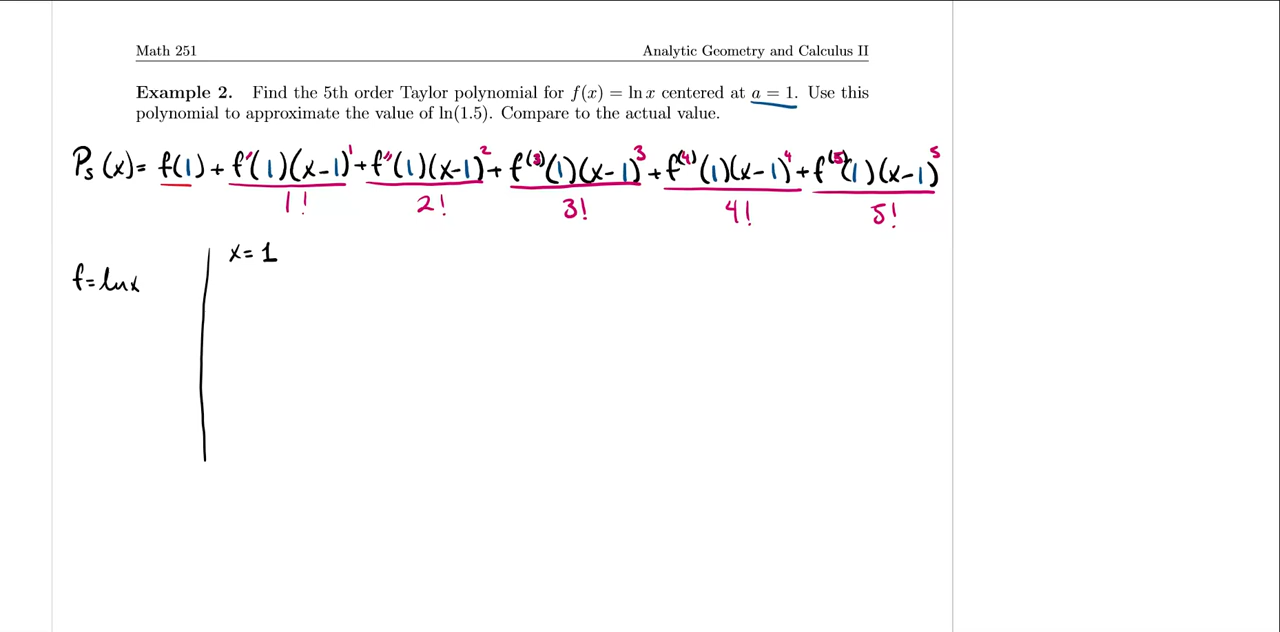 Math 251 Analytic Geometry and Calculus II
Example 2. Find the 5th order Taylor polynomial for f(x) = ln x centered at a = 1. Use this
polynomial to approximate the value of ln(1.5). Compare to the actual value.
P₅(x) = f(1) + f'(1)(x-1)¹ + f''(1)(x-1)² + f⁽³⁾(1)(x-1)³ + f⁽⁴⁾(1)(x-1)⁴ + f⁽⁵⁾(1)(x-1)⁵
1! 2! 3! 4! 5!
x = 1
f = ln x